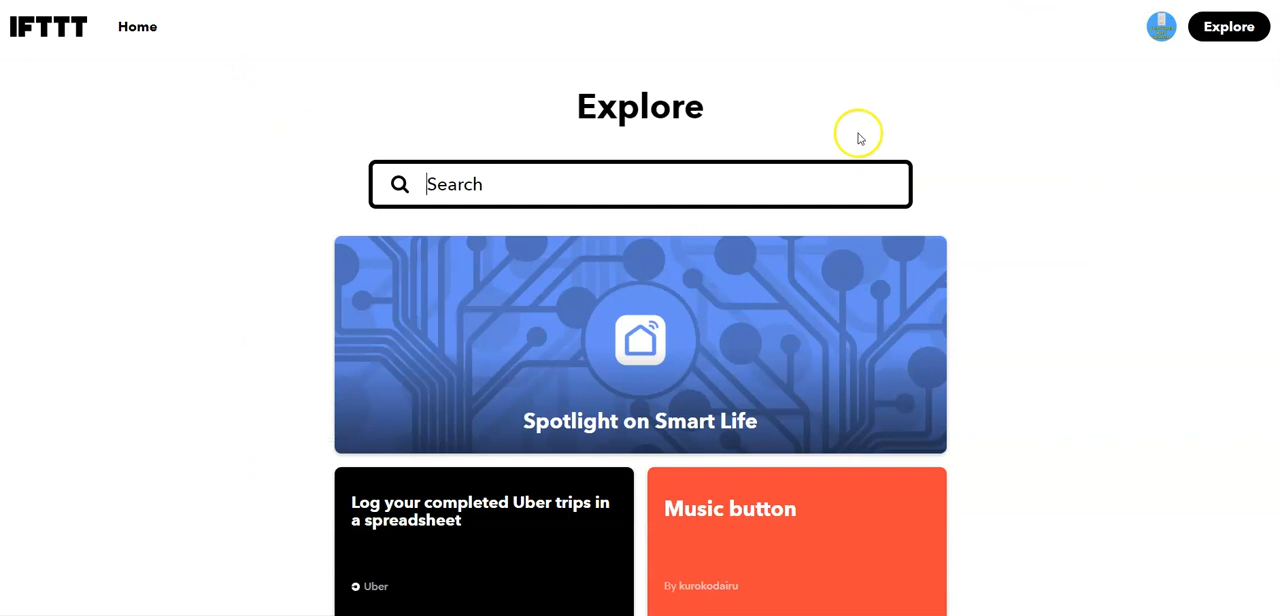 IFTTT Home Explore
Explore
Search
Spotlight on Smart Life
Log your completed Uber trips in
a spreadsheet
Uber
Music button
By kurokodairu